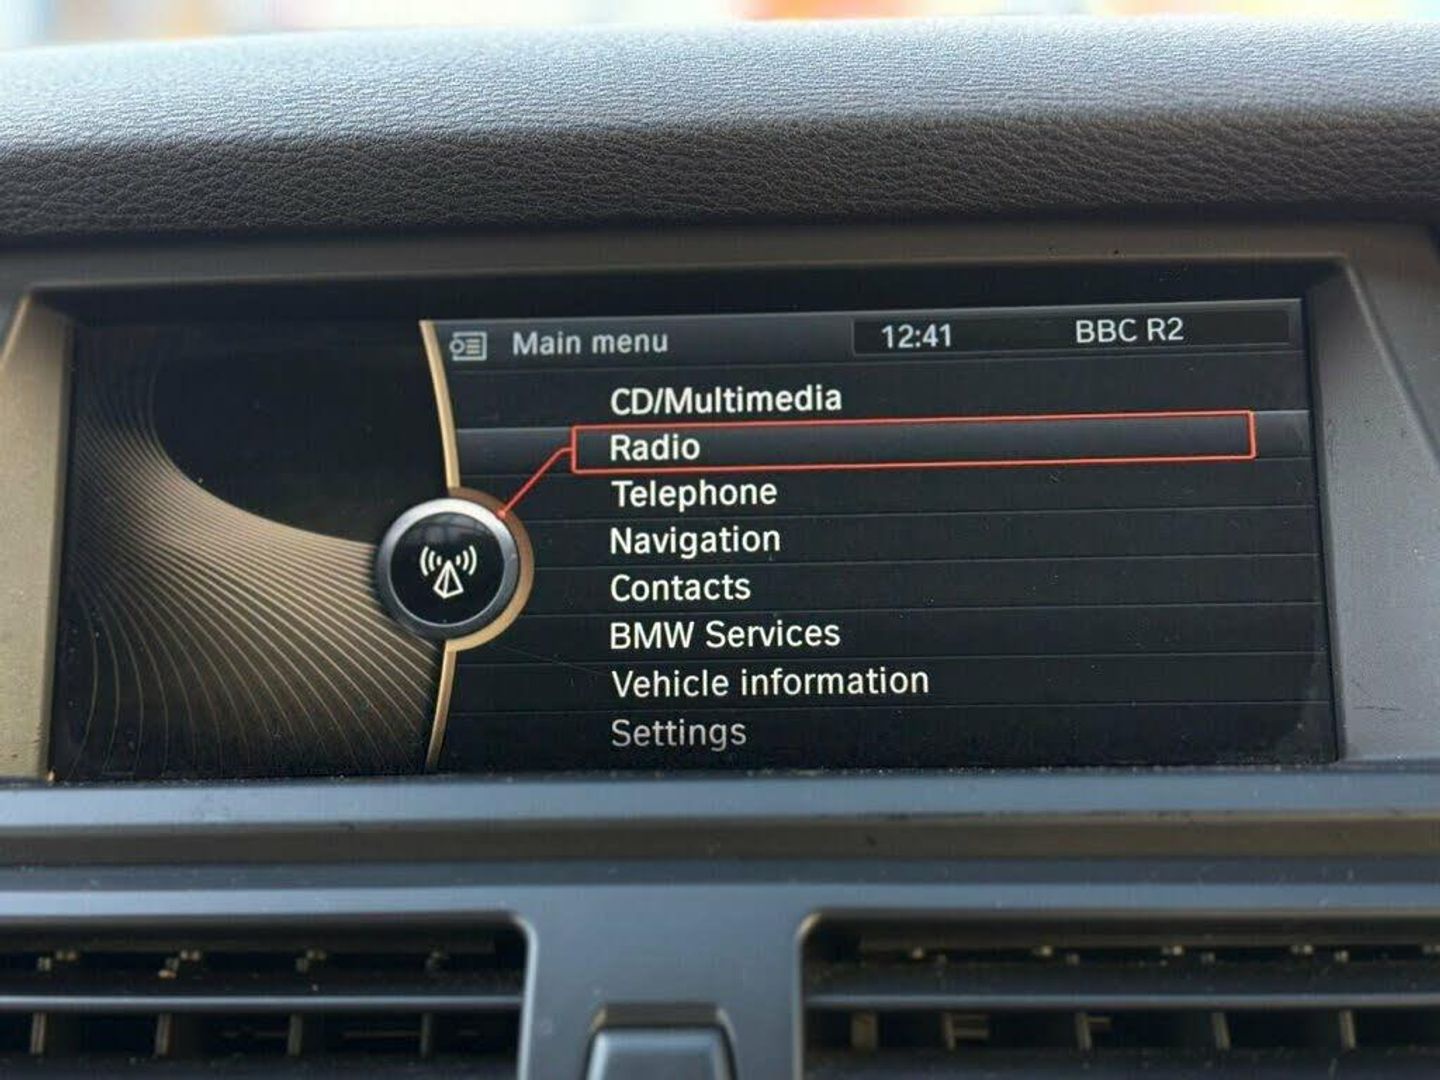 Main menu 12:41 BBC R2
CD/Multimedia
Radio
Telephone
Navigation
Contacts
BMW Services
Vehicle information
Settings